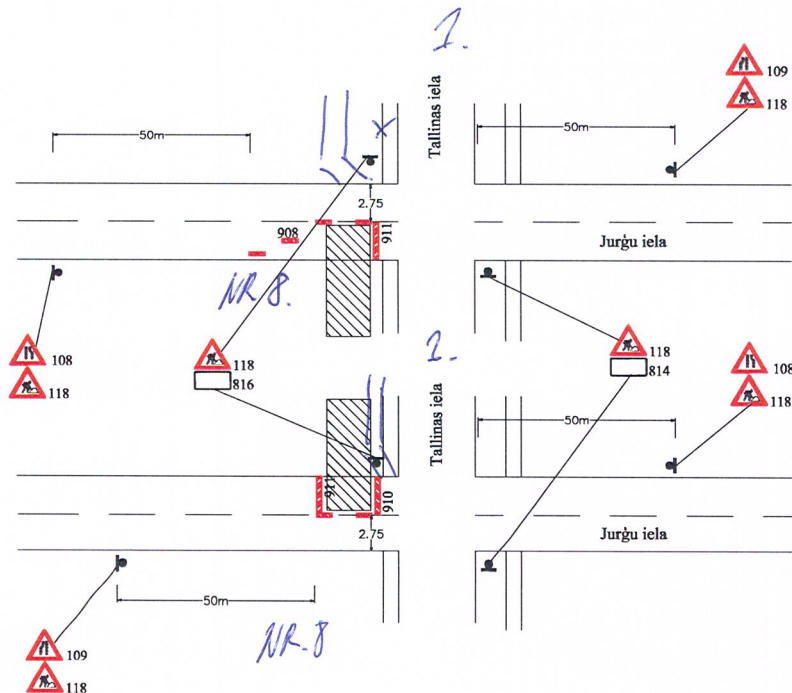 1.
Tallinas iela
109
118
50m
50m
2.75
908
911
Jurģu iela
NR 8.
108
118
118
816
2.
118
814
108
118
50m
Tallinas iela
911
910
2.75
Jurģu iela
50m
NR. 8
109
118